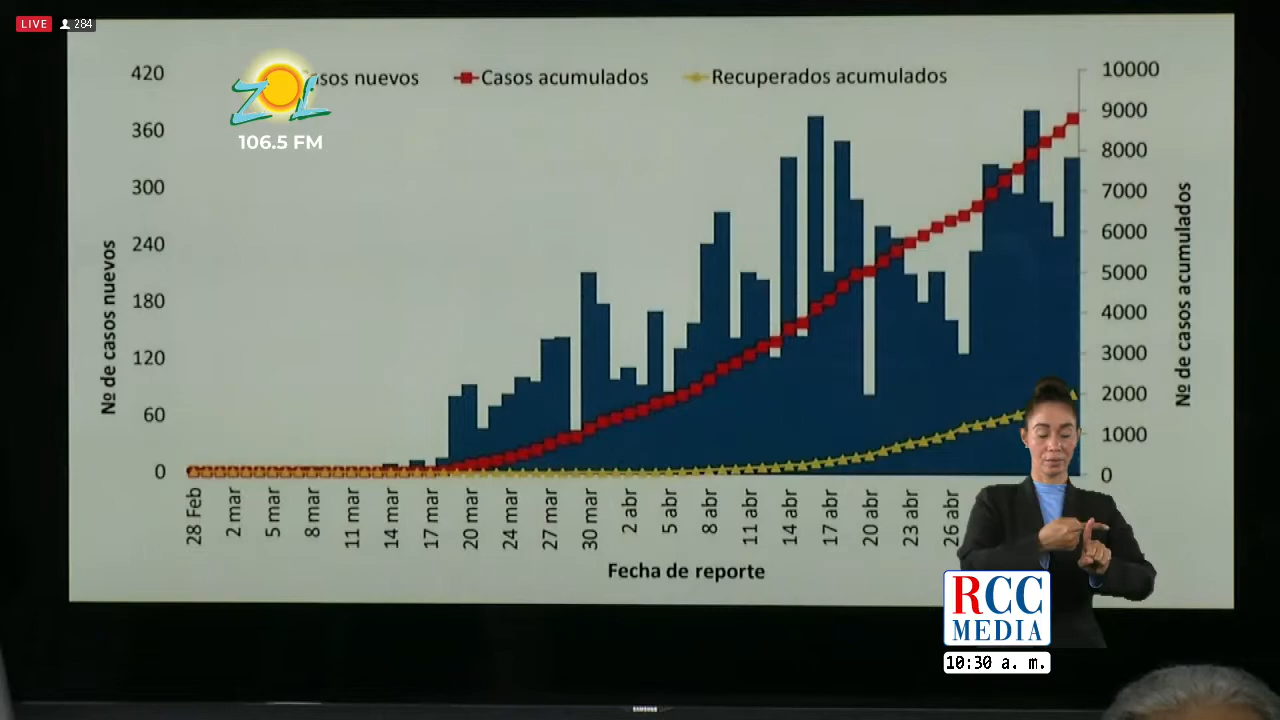 LIVE 284
ZOL
106.5 FM
sos nuevos Casos acumulados Recuperados acumulados
420
360
300
240
180
120
60
0
Nº de casos nuevos
10000
9000
8000
7000
6000
5000
4000
3000
2000
1000
0
Nº de casos acumulados
28 Feb 2 mar 5 mar 8 mar 11 mar 14 mar 17 mar 20 mar 24 mar 27 mar 30 mar 2 abr 5 abr 8 abr 11 abr 14 abr 17 abr 20 abr 23 abr 26 abr
Fecha de reporte
RCC
MEDIA
10:30 a. m.
SAMSUNG